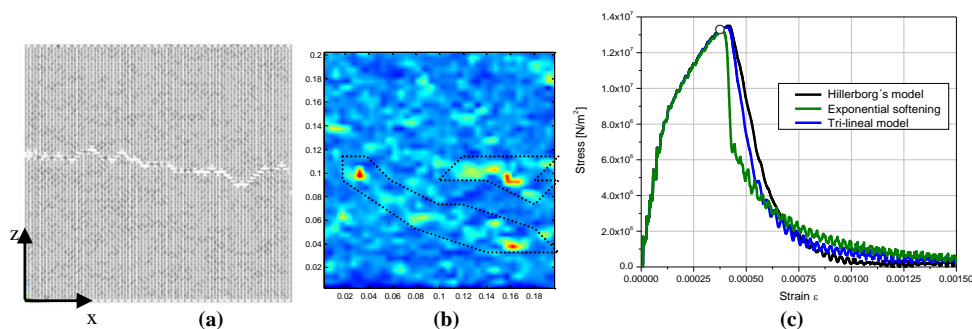 z
x
(a)
0.2
0.18
0.16
0.14
0.12
0.1
0.08
0.06
0.04
0.02
0.02 0.04 0.06 0.08 0.1 0.12 0.14 0.16 0.18
(b)
Stress [N/m²]
1.4x10⁷
1.2x10⁷
1.0x10⁷
8.0x10⁶
6.0x10⁶
4.0x10⁶
2.0x10⁶
0.0
0.00000 0.00025 0.00050 0.00075 0.00100 0.00125 0.00150
Strain ε
Hillerborg´s model
Exponential softening
Tri-lineal model
(c)